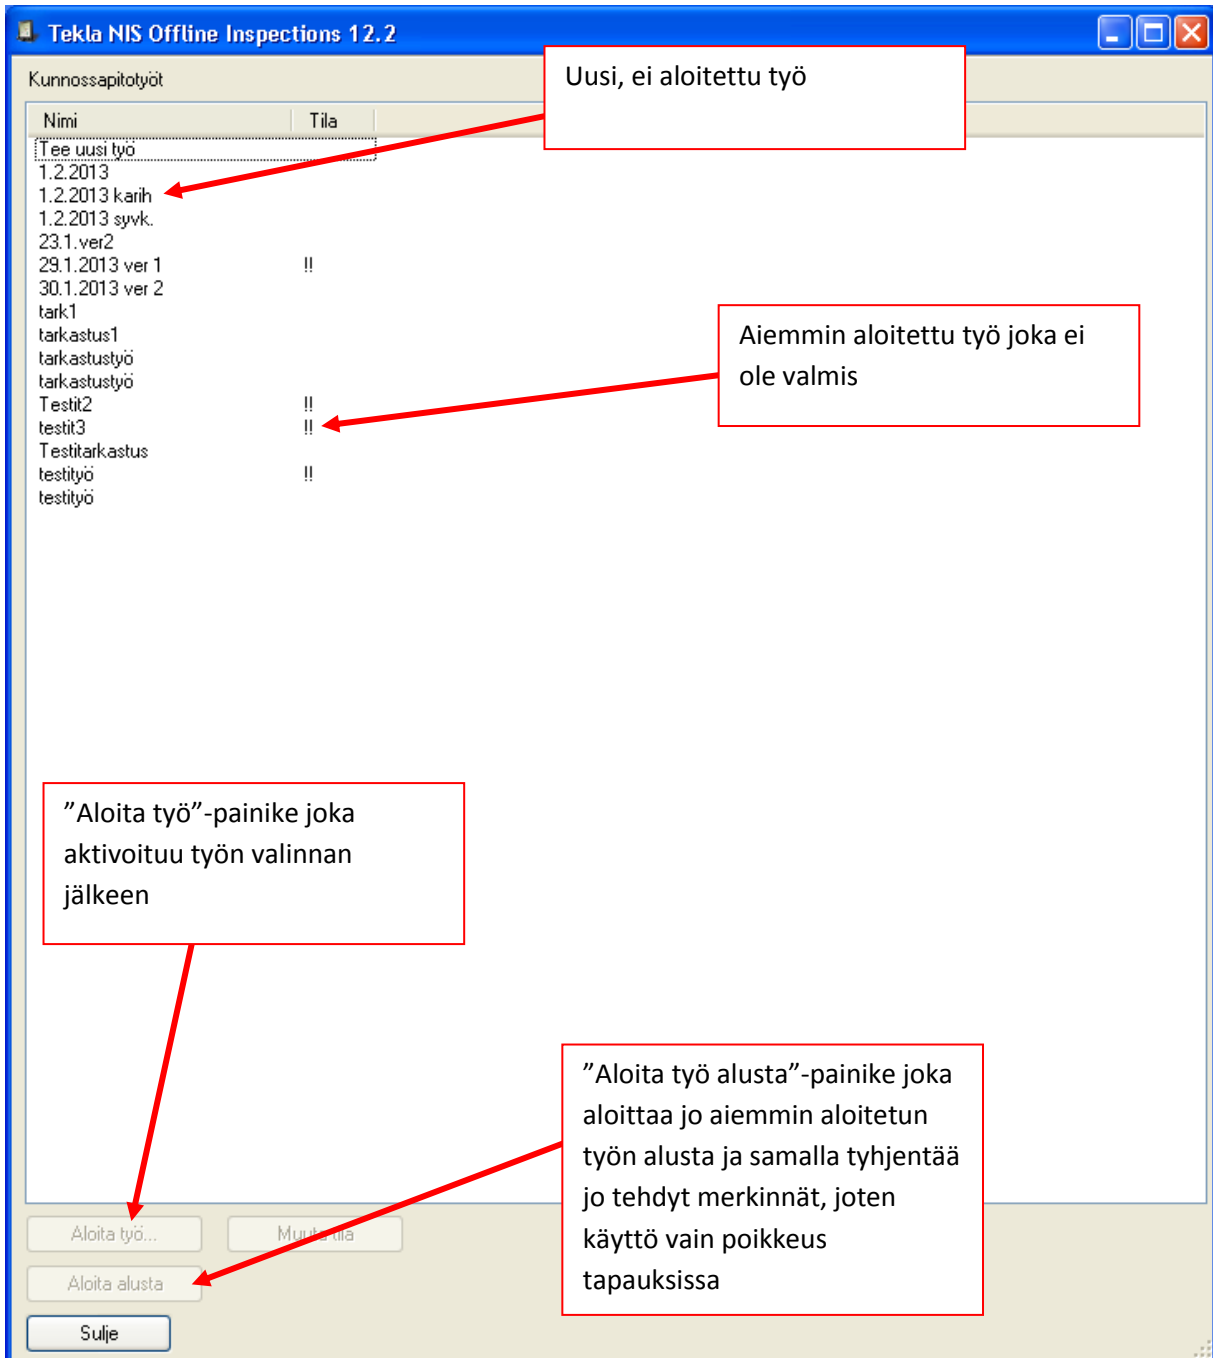 Tekla NIS Offline Inspections 12.2
Uusi, ei aloitettu työ
Kunnossapitotyöt
Nimi Tila
Tee uusi työ
1.2.2013
1.2.2013 karih
1.2.2013 syvk.
23.1.ver2
29.1.2013 ver 1 !!
30.1.2013 ver 2
tark1
tarkastus1
tarkastustyö
tarkastustyö
Testit2 !!
testit3 !!
Testitarkastus
testityö !!
testityö
Aiemmin aloitettu työ joka ei
ole valmis
”Aloita työ”-painike joka
aktivoituu työn valinnan
jälkeen
”Aloita työ alusta”-painike joka
aloittaa jo aiemmin aloitetun
työn alusta ja samalla tyhjentää
jo tehdyt merkinnät, joten
käyttö vain poikkeus
tapauksissa
Aloita työ... Muuta tila
Aloita alusta
Sulje